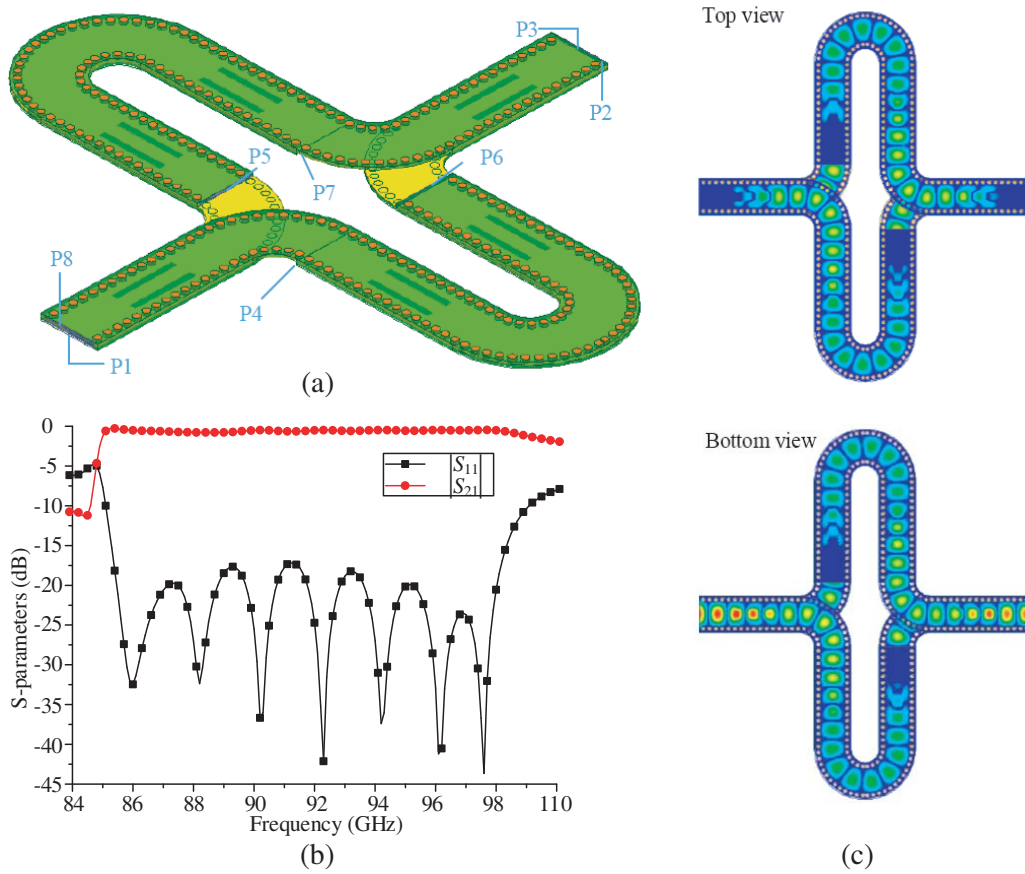 P3
P2
P5
P6
P7
P8
P4
P1
(a)
0
-5
-10
-15
-20
-25
-30
-35
-40
-45
S-parameters (dB)
|S11|
|S21|
84 86 88 90 92 94 96 98 110
Frequency (GHz)
(b)
Top view
Bottom view
(c)